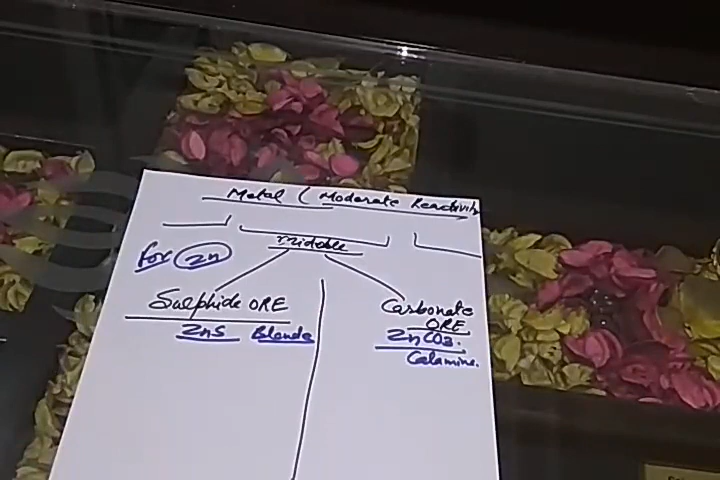 Metal ( Moderate Reactivity
middle
for Zn
Sulphide ORE
ZnS Blende
Carbonate
ORE
ZnCO3.
Calamine.